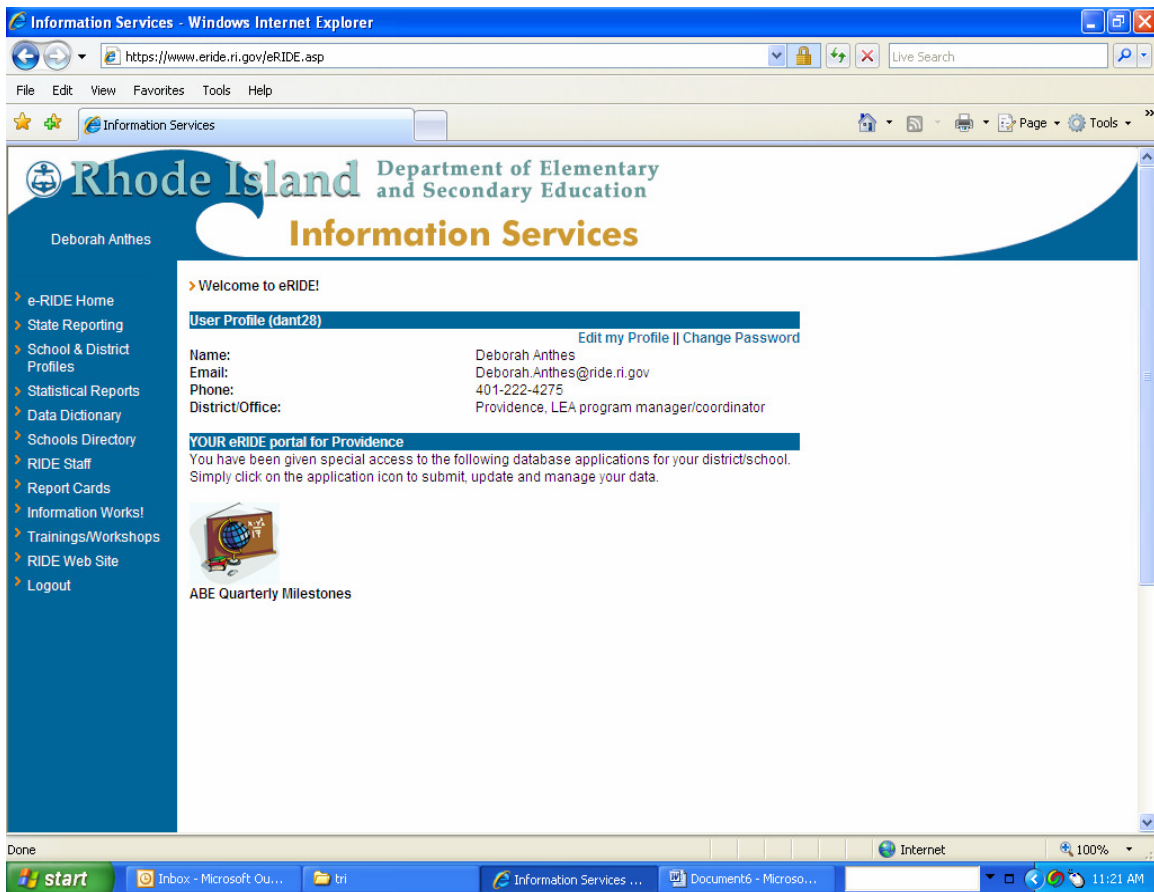 Information Services - Windows Internet Explorer
https://www.eride.ri.gov/eRIDE.asp
Live Search
File Edit View Favorites Tools Help
Information Services
Page Tools
Rhode Island Department of Elementary
and Secondary Education
Information Services
Deborah Anthes
e-RIDE Home
State Reporting
School & District
Profiles
Statistical Reports
Data Dictionary
Schools Directory
RIDE Staff
Report Cards
Information Works!
Trainings/Workshops
RIDE Web Site
Logout
Welcome to eRIDE!
User Profile (dant28)
Edit my Profile || Change Password
Name: Deborah Anthes
Email: Deborah.Anthes@ride.ri.gov
Phone: 401-222-4275
District/Office: Providence, LEA program manager/coordinator
YOUR eRIDE portal for Providence
You have been given special access to the following database applications for your district/school.
Simply click on the application icon to submit, update and manage your data.
ABE Quarterly Milestones
Done
Internet
100%
start
Inbox - Microsoft Ou...
tri
Information Services ...
Document6 - Microso...
11:21 AM